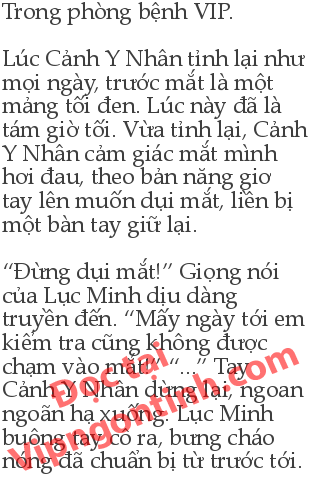 Trong phòng bệnh VIP.
Lúc Cảnh Y Nhân tỉnh lại như
mọi ngày, trước mắt là một
mảng tối đen. Lúc này đã là
tám giờ tối. Vừa tỉnh lại, Cảnh
Y Nhân cảm giác mắt mình
hơi đau, theo bản năng giơ
tay lên muốn dụi mắt, liền bị
một bàn tay giữ lại.
“Đừng dụi mắt!” Giọng nói
của Lục Minh dịu dàng
truyền đến. “Mấy ngày tới em
kiểm tra cũng không được
chạm vào mắt!” “...” Tay
Cảnh Y Nhân dừng lại, ngoan
ngoãn hạ xuống. Lục Minh
buông tay cô ra, bưng cháo
nóng đã chuẩn bị từ trước tới.
Đọc tại
Vipngontinh.com